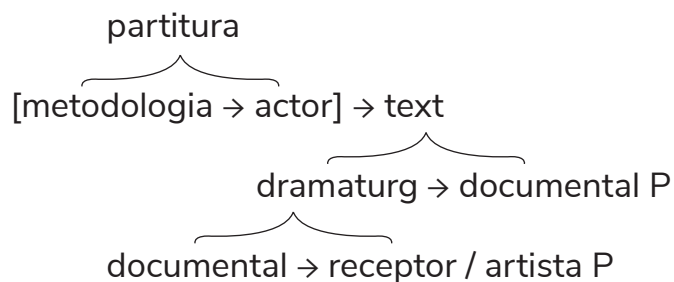 partitura
[metodologia → actor] → text
dramaturg → documental P
documental → receptor / artista P